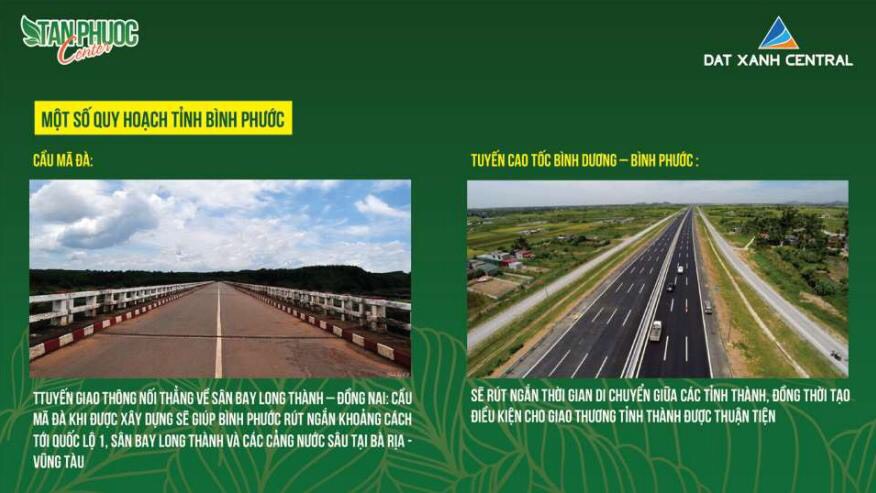 TAN PHUOC
Center
DAT XANH CENTRAL
MỘT SỐ QUY HOẠCH TỈNH BÌNH PHƯỚC
CẦU MÃ ĐÀ:
TTUYẾN GIAO THÔNG NỐI THẲNG VỀ SÂN BAY LONG THÀNH – ĐỒNG NAI: CẦU
MÃ ĐÀ KHI ĐƯỢC XÂY DỰNG SẼ GIÚP BÌNH PHƯỚC RÚT NGẮN KHOẢNG CÁCH
TỚI QUỐC LỘ 1, SÂN BAY LONG THÀNH VÀ CÁC CẢNG NƯỚC SÂU TẠI BÀ RỊA -
VŨNG TÀU
TUYẾN CAO TỐC BÌNH DƯƠNG – BÌNH PHƯỚC :
SẼ RÚT NGẮN THỜI GIAN DI CHUYỂN GIỮA CÁC TỈNH THÀNH, ĐỒNG THỜI TẠO
ĐIỀU KIỆN CHO GIAO THƯƠNG TỈNH THÀNH ĐƯỢC THUẬN TIỆN